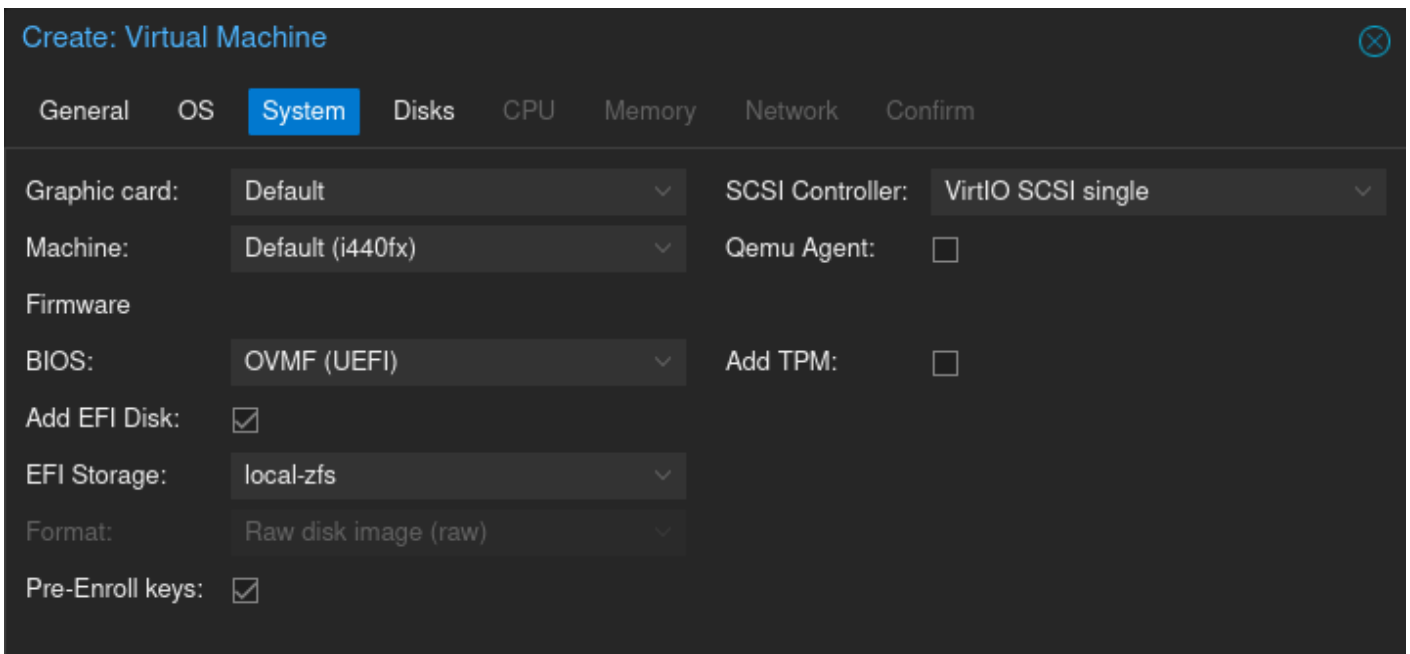 Create: Virtual Machine
General OS System Disks CPU Memory Network Confirm
Graphic card: Default SCSI Controller: VirtIO SCSI single
Machine: Default (i440fx) Qemu Agent:
Firmware
BIOS: OVMF (UEFI) Add TPM:
Add EFI Disk:
EFI Storage: local-zfs
Format: Raw disk image (raw)
Pre-Enroll keys: